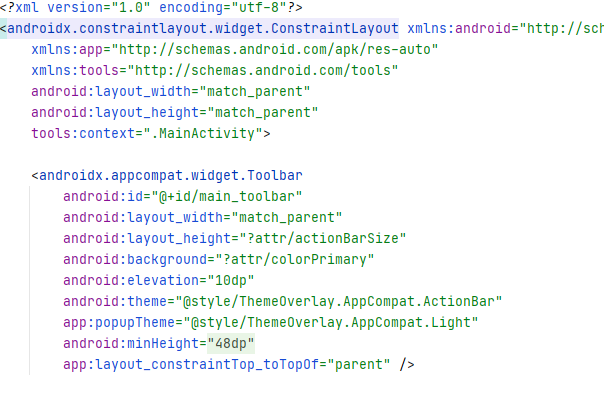 <?xml version="1.0" encoding="utf-8"?>
<androidx.constraintlayout.widget.ConstraintLayout xmlns:android="http://sch
xmlns:app="http://schemas.android.com/apk/res-auto"
xmlns:tools="http://schemas.android.com/tools"
android:layout_width="match_parent"
android:layout_height="match_parent"
tools:context=".MainActivity">
<androidx.appcompat.widget.Toolbar
android:id="@+id/main_toolbar"
android:layout_width="match_parent"
android:layout_height="?attr/actionBarSize"
android:background="?attr/colorPrimary"
android:elevation="10dp"
android:theme="@style/ThemeOverlay.AppCompat.ActionBar"
app:popupTheme="@style/ThemeOverlay.AppCompat.Light"
android:minHeight="48dp"
app:layout_constraintTop_toTopOf="parent" />